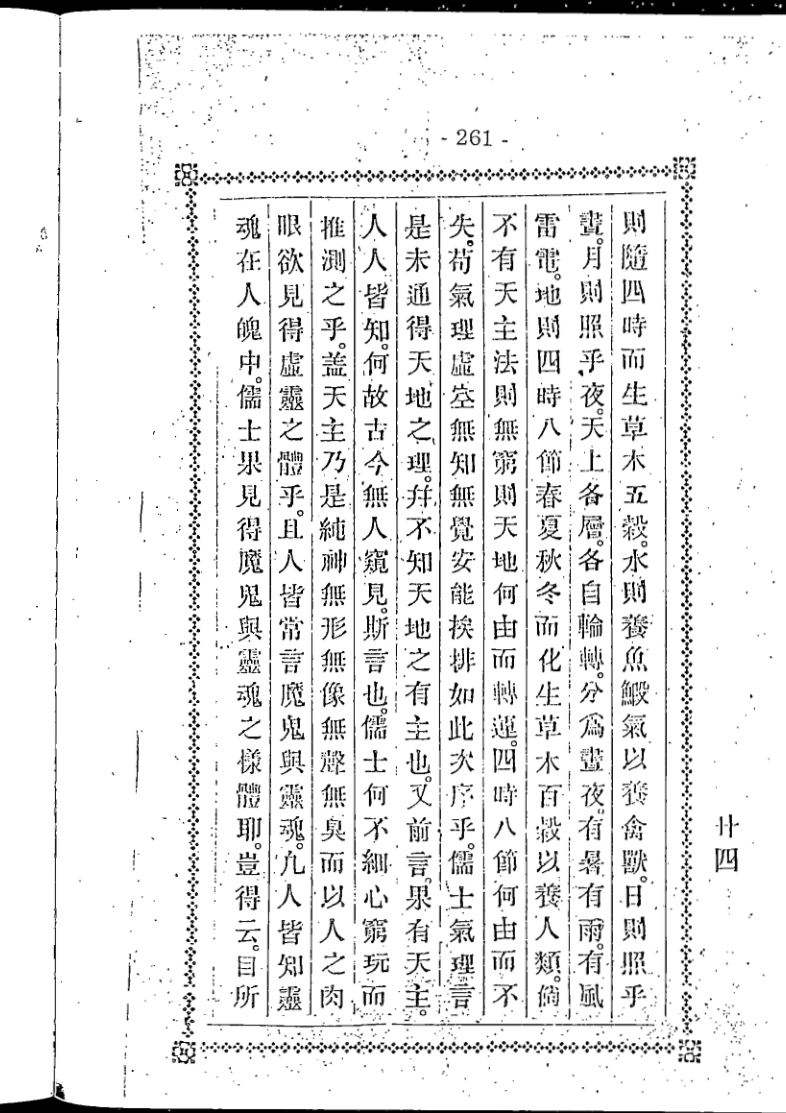 - 261 -
廿四
則隨四時而生草木五穀。水則養魚鰕氣以養禽獸。日則照乎
晝。月則照乎夜。天上各層。各自輪轉。分爲晝夜。有暑有雨。有風
雷電。地則四時八節春夏秋冬而化生草木百穀以養人類。倘
不有天主法則無窮則天地何由而轉運。四時八節何由而不
失。苟氣理虛空無知無覺安能挨排如此次序乎。儒士氣理言
是未通得天地之理。幷不知天地之有主也。又前言。果有天主。
人人皆知。何故古今無人窺見。斯言也。儒士何不細心窮玩而
推測之乎。盖天主乃是純神無形無像無聲無臭而以人之肉
眼欲見得虛靈之體乎。且人皆常言魔鬼與靈魂。凢人皆知靈
魂在人魄中。儒士果見得魔鬼與靈魂之樣體耶。豈得云。目所